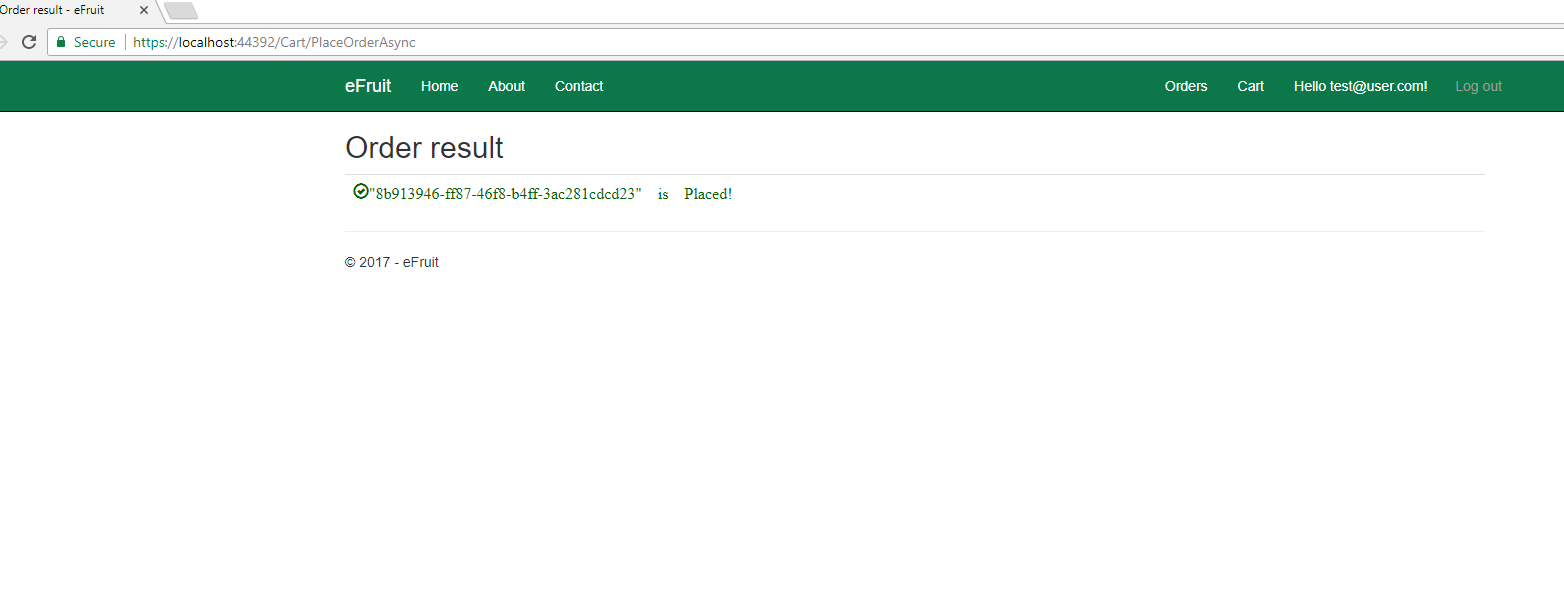 Order result - eFruit
Secure https://localhost:44392/Cart/PlaceOrderAsync
eFruit Home About Contact Orders Cart Hello test@user.com! Log out
Order result
"8b913946-ff87-46f8-b4ff-3ac281cdcd23" is Placed!
© 2017 - eFruit